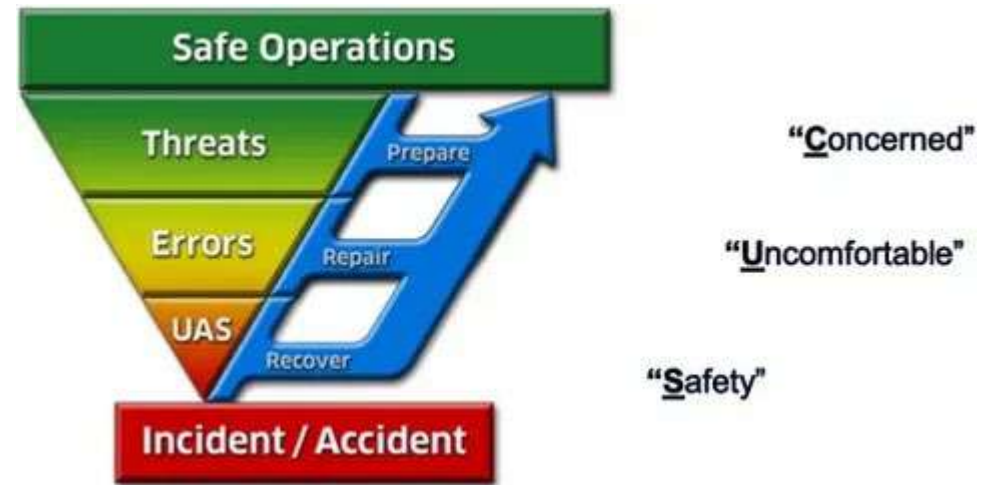 Safe Operations
Threats
Prepare
“Concerned”
Errors
Repair
“Uncomfortable”
UAS
Recover
“Safety”
Incident / Accident